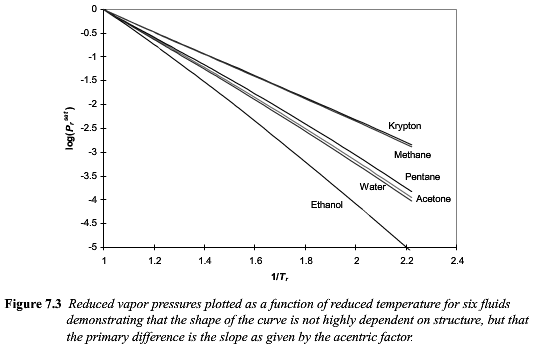 0
-0.5
-1
-1.5
-2
-2.5
-3
-3.5
-4
-4.5
-5
log(Pᵣ ˢᵃᵗ)
Krypton
Methane
Pentane
Water
Acetone
Ethanol
1 1.2 1.4 1.6 1.8 2 2.2 2.4
1/Tᵣ
Figure 7.3 Reduced vapor pressures plotted as a function of reduced temperature for six fluids
demonstrating that the shape of the curve is not highly dependent on structure, but that
the primary difference is the slope as given by the acentric factor.